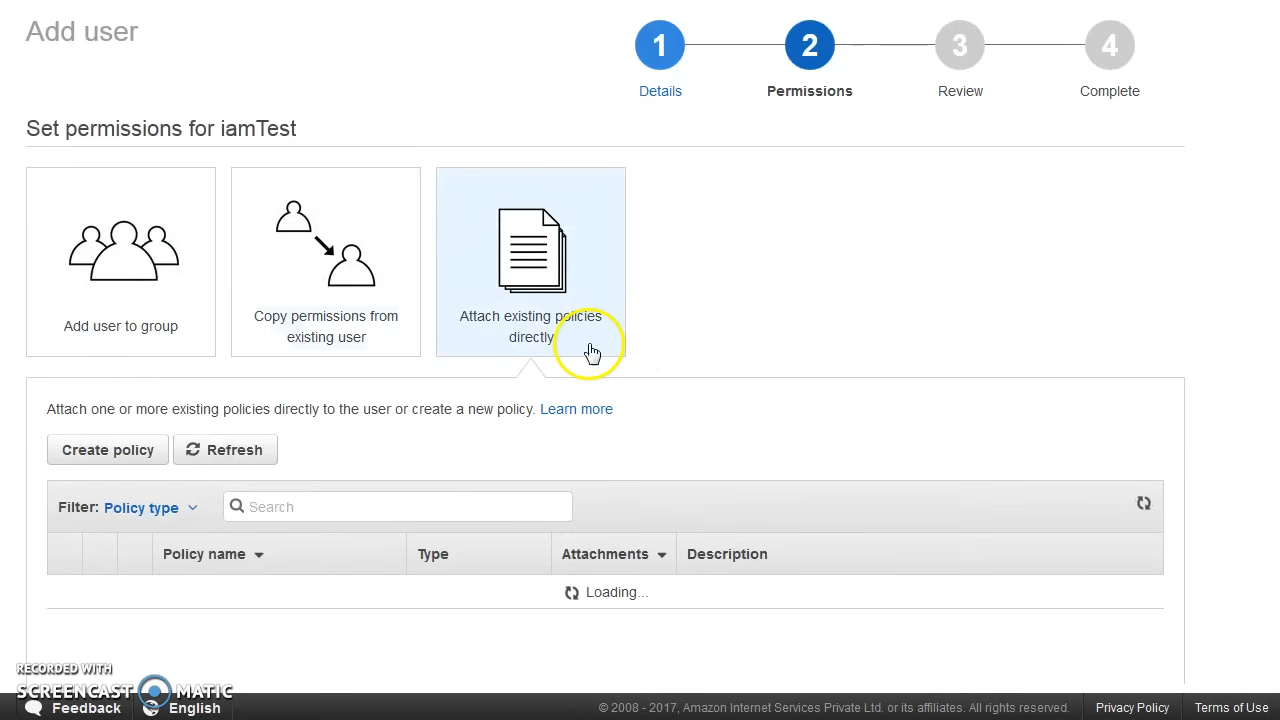 Add user
1
2
3
4
Details
Permissions
Review
Complete
Set permissions for iamTest
Add user to group
Copy permissions from
existing user
Attach existing policies
directly
Attach one or more existing policies directly to the user or create a new policy. Learn more
Create policy
Refresh
Filter: Policy type
Search
Policy name
Type
Attachments
Description
Loading...
RECORDED WITH
SCREENCAST MATIC
Feedback
English
© 2008 - 2017, Amazon Internet Services Private Ltd. or its affiliates. All rights reserved.
Privacy Policy
Terms of Use